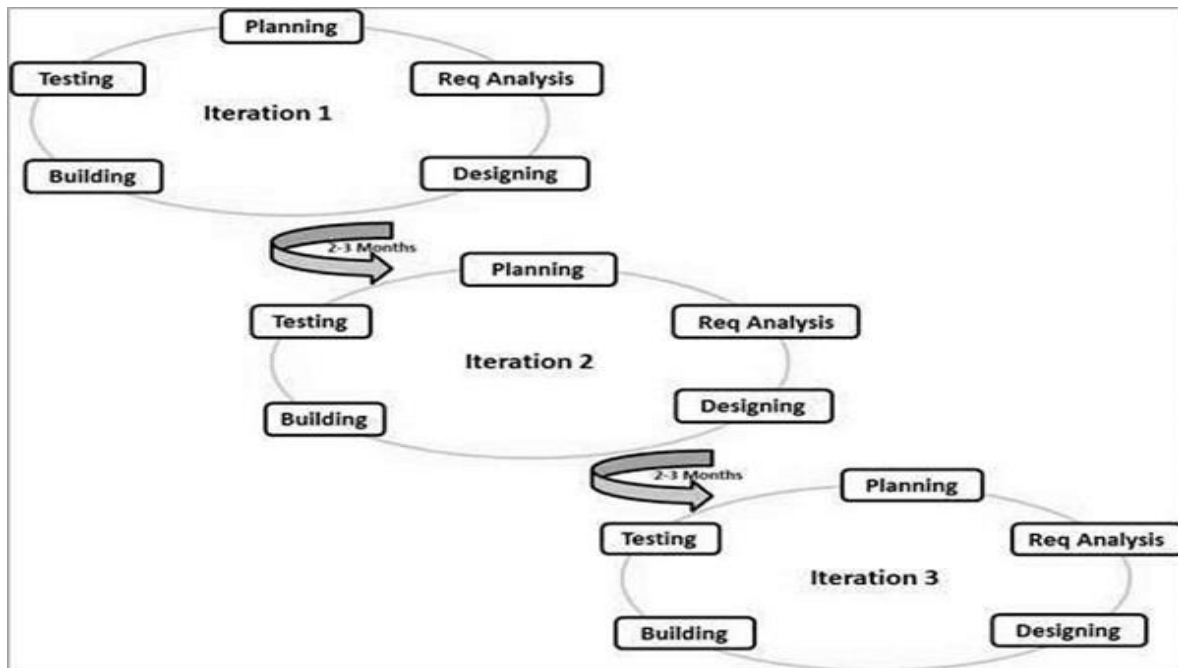 Planning
Testing
Req Analysis
Iteration 1
Building
Designing
2-3 Months
Planning
Testing
Req Analysis
Iteration 2
Building
Designing
2-3 Months
Planning
Testing
Req Analysis
Iteration 3
Building
Designing